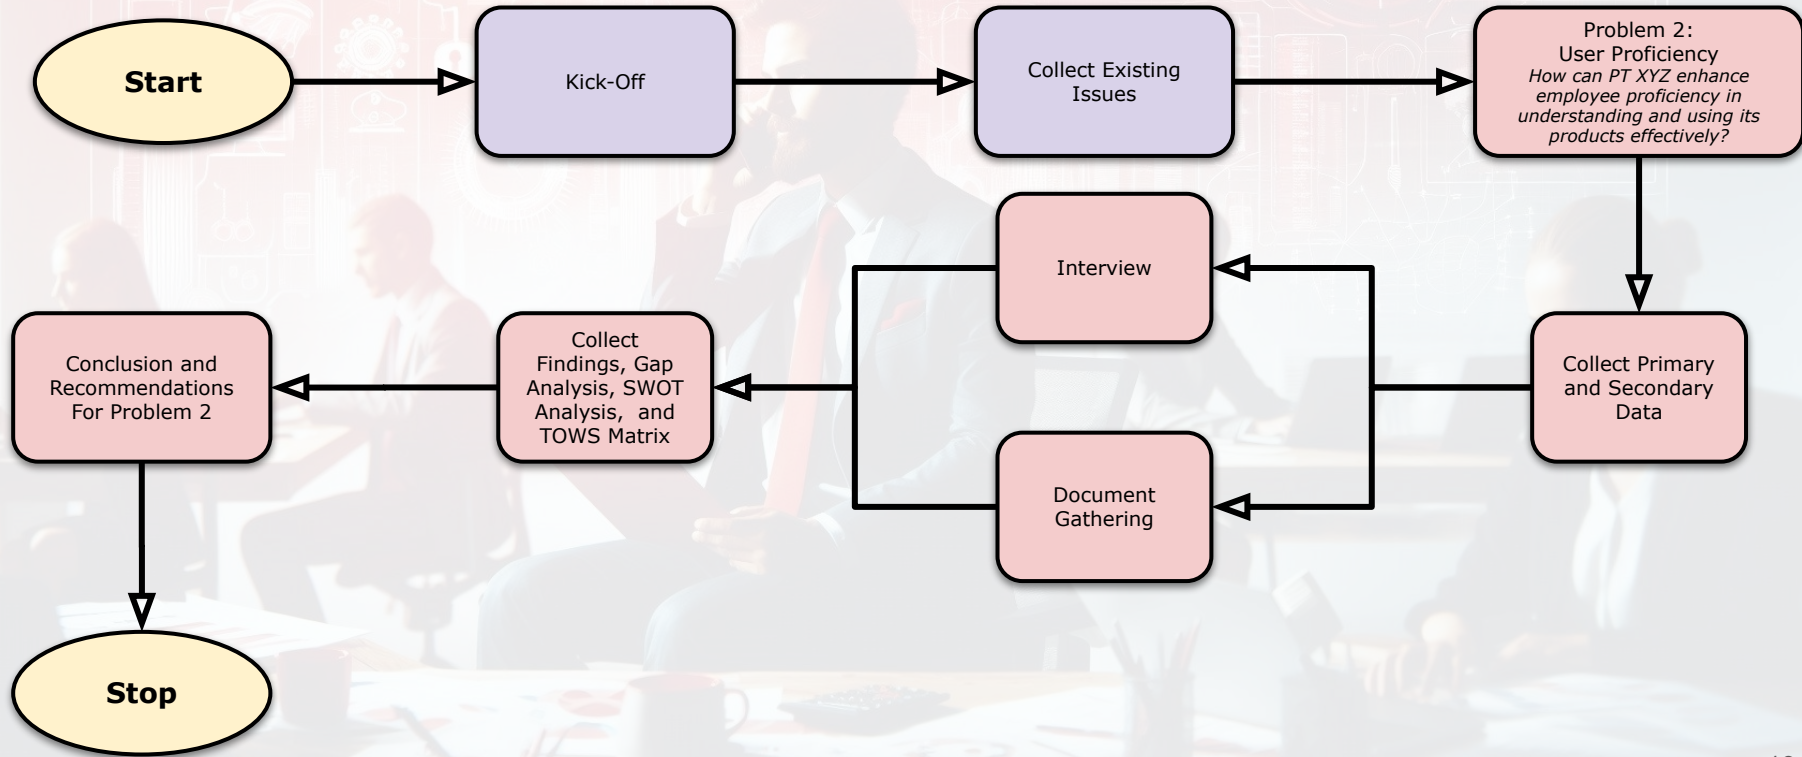 Start
Kick-Off
Collect Existing
Issues
Problem 2:
User Proficiency
How can PT XYZ enhance
employee proficiency in
understanding and using its
products effectively?
Interview
Conclusion and
Recommendations
For Problem 2
Collect
Findings, Gap
Analysis, SWOT
Analysis, and
TOWS Matrix
Collect Primary
and Secondary
Data
Document
Gathering
Stop